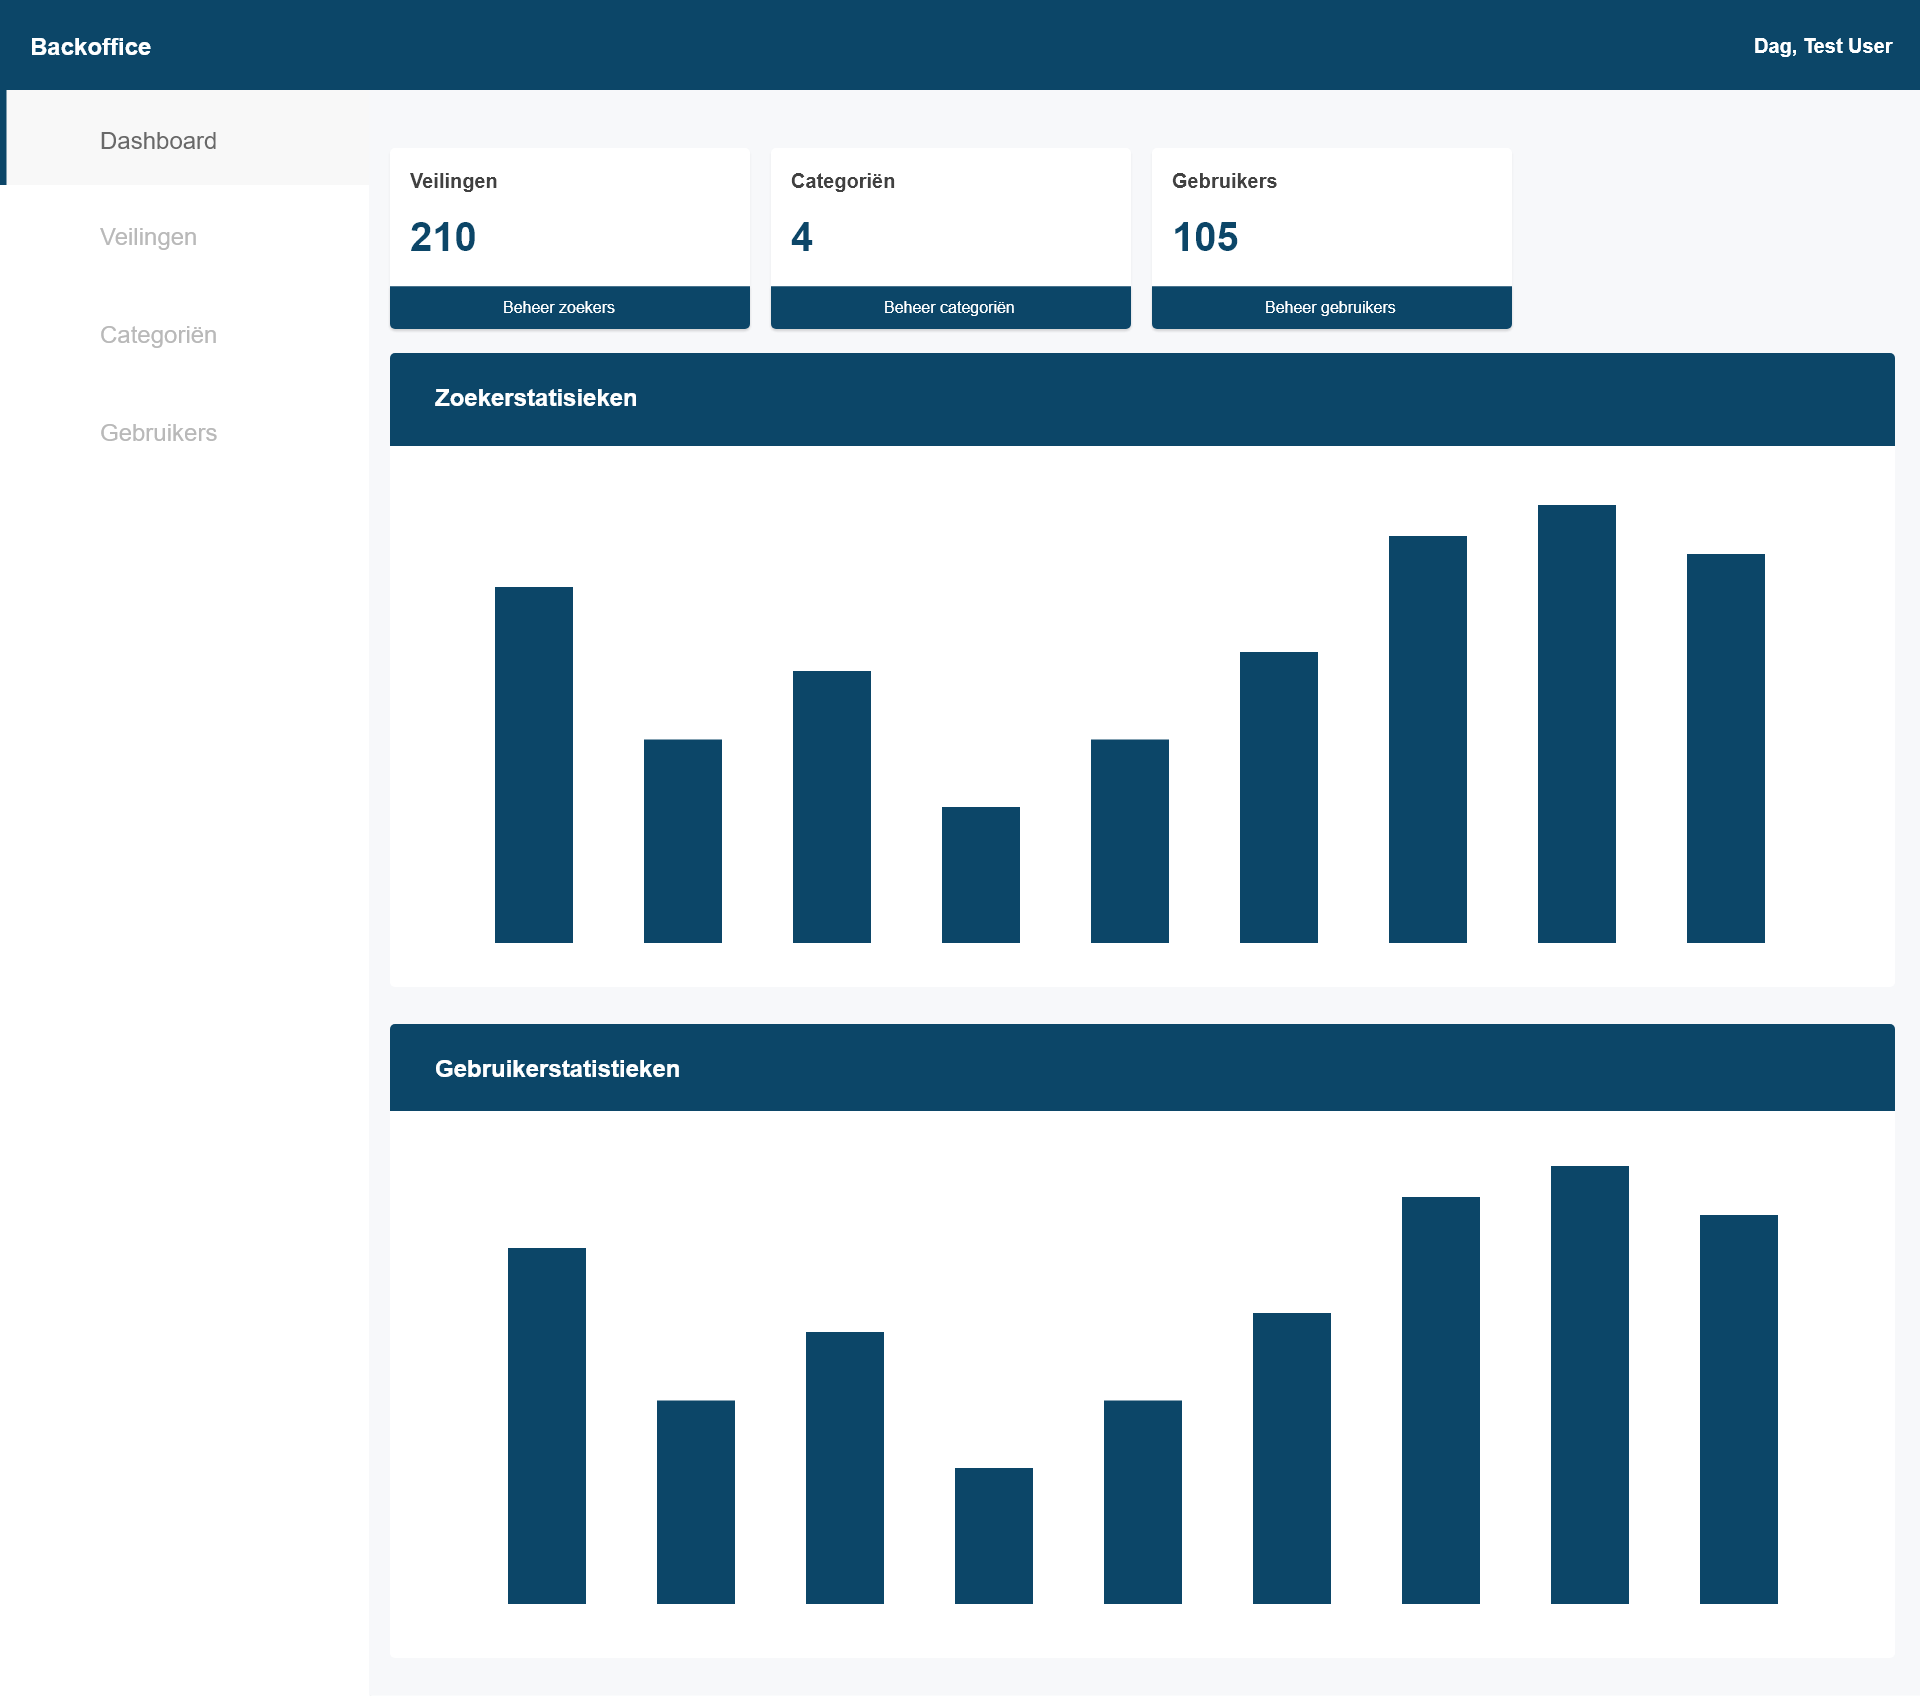 Backoffice
Dag, Test User
Dashboard
Veilingen
Categoriën
Gebruikers
Veilingen
210
Beheer zoekers
Categoriën
4
Beheer categoriën
Gebruikers
105
Beheer gebruikers
Zoekerstatisieken
Gebruikerstatistieken